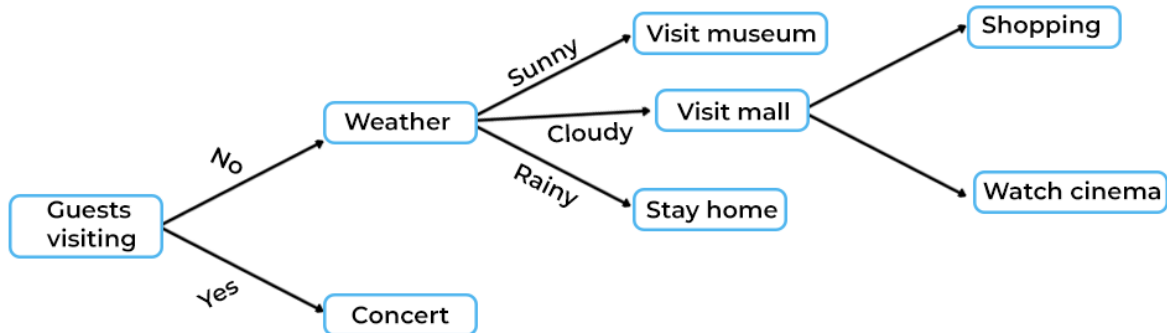 Guests
visiting
No
Yes
Weather
Concert
Sunny
Cloudy
Rainy
Visit museum
Visit mall
Stay home
Shopping
Watch cinema